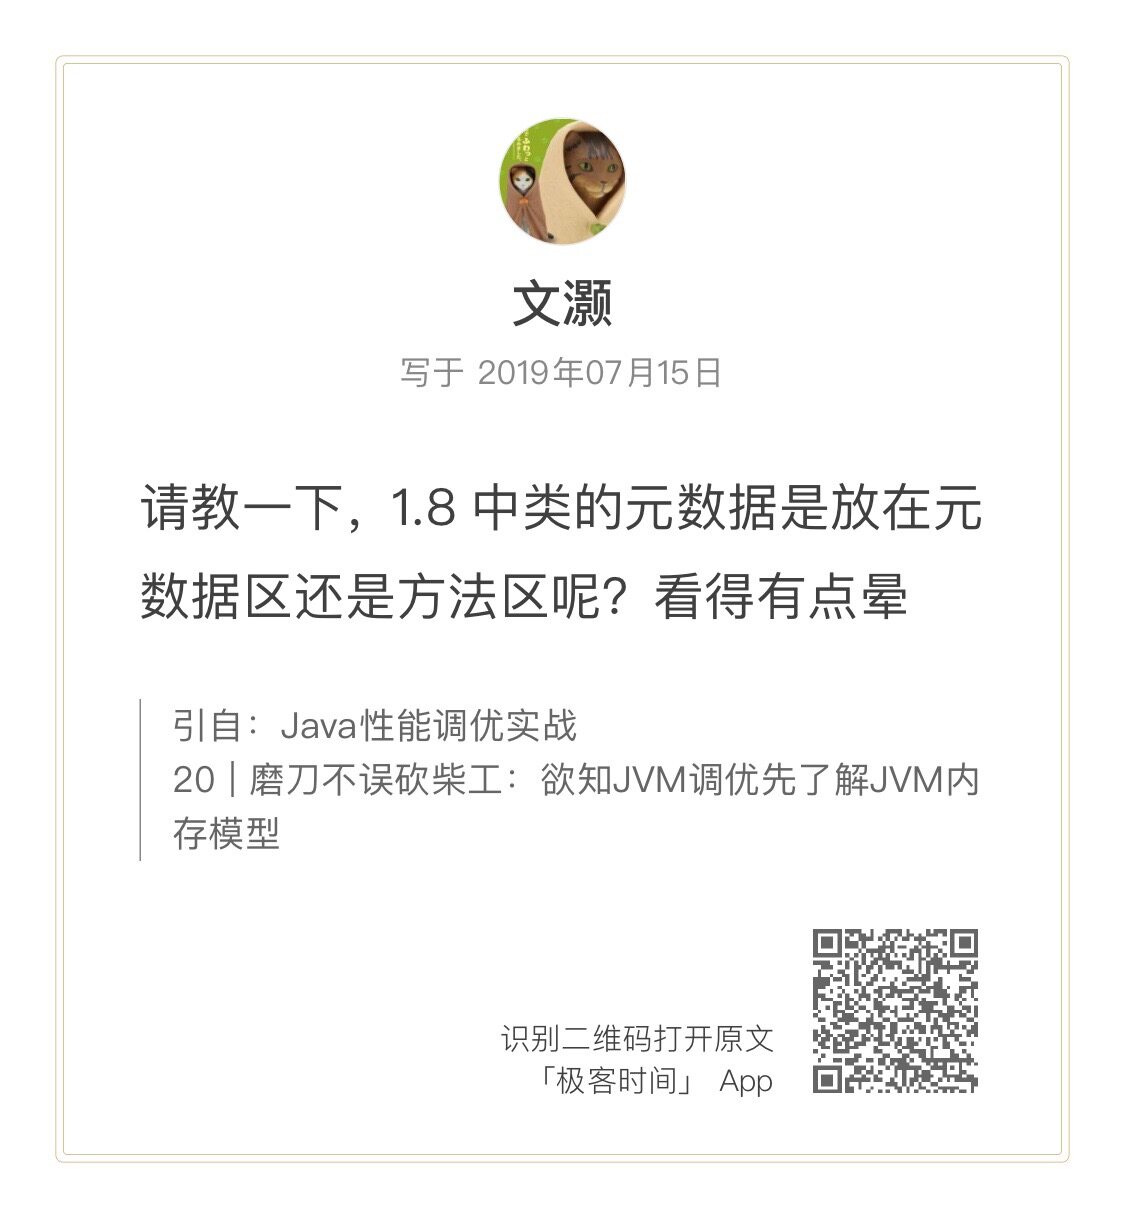 文灏
写于 2019年07月15日
请教一下，1.8 中类的元数据是放在元
数据区还是方法区呢？看得有点晕
引自：Java性能调优实战
20 | 磨刀不误砍柴工：欲知JVM调优先了解JVM内
存模型
识别二维码打开原文
「极客时间」 App